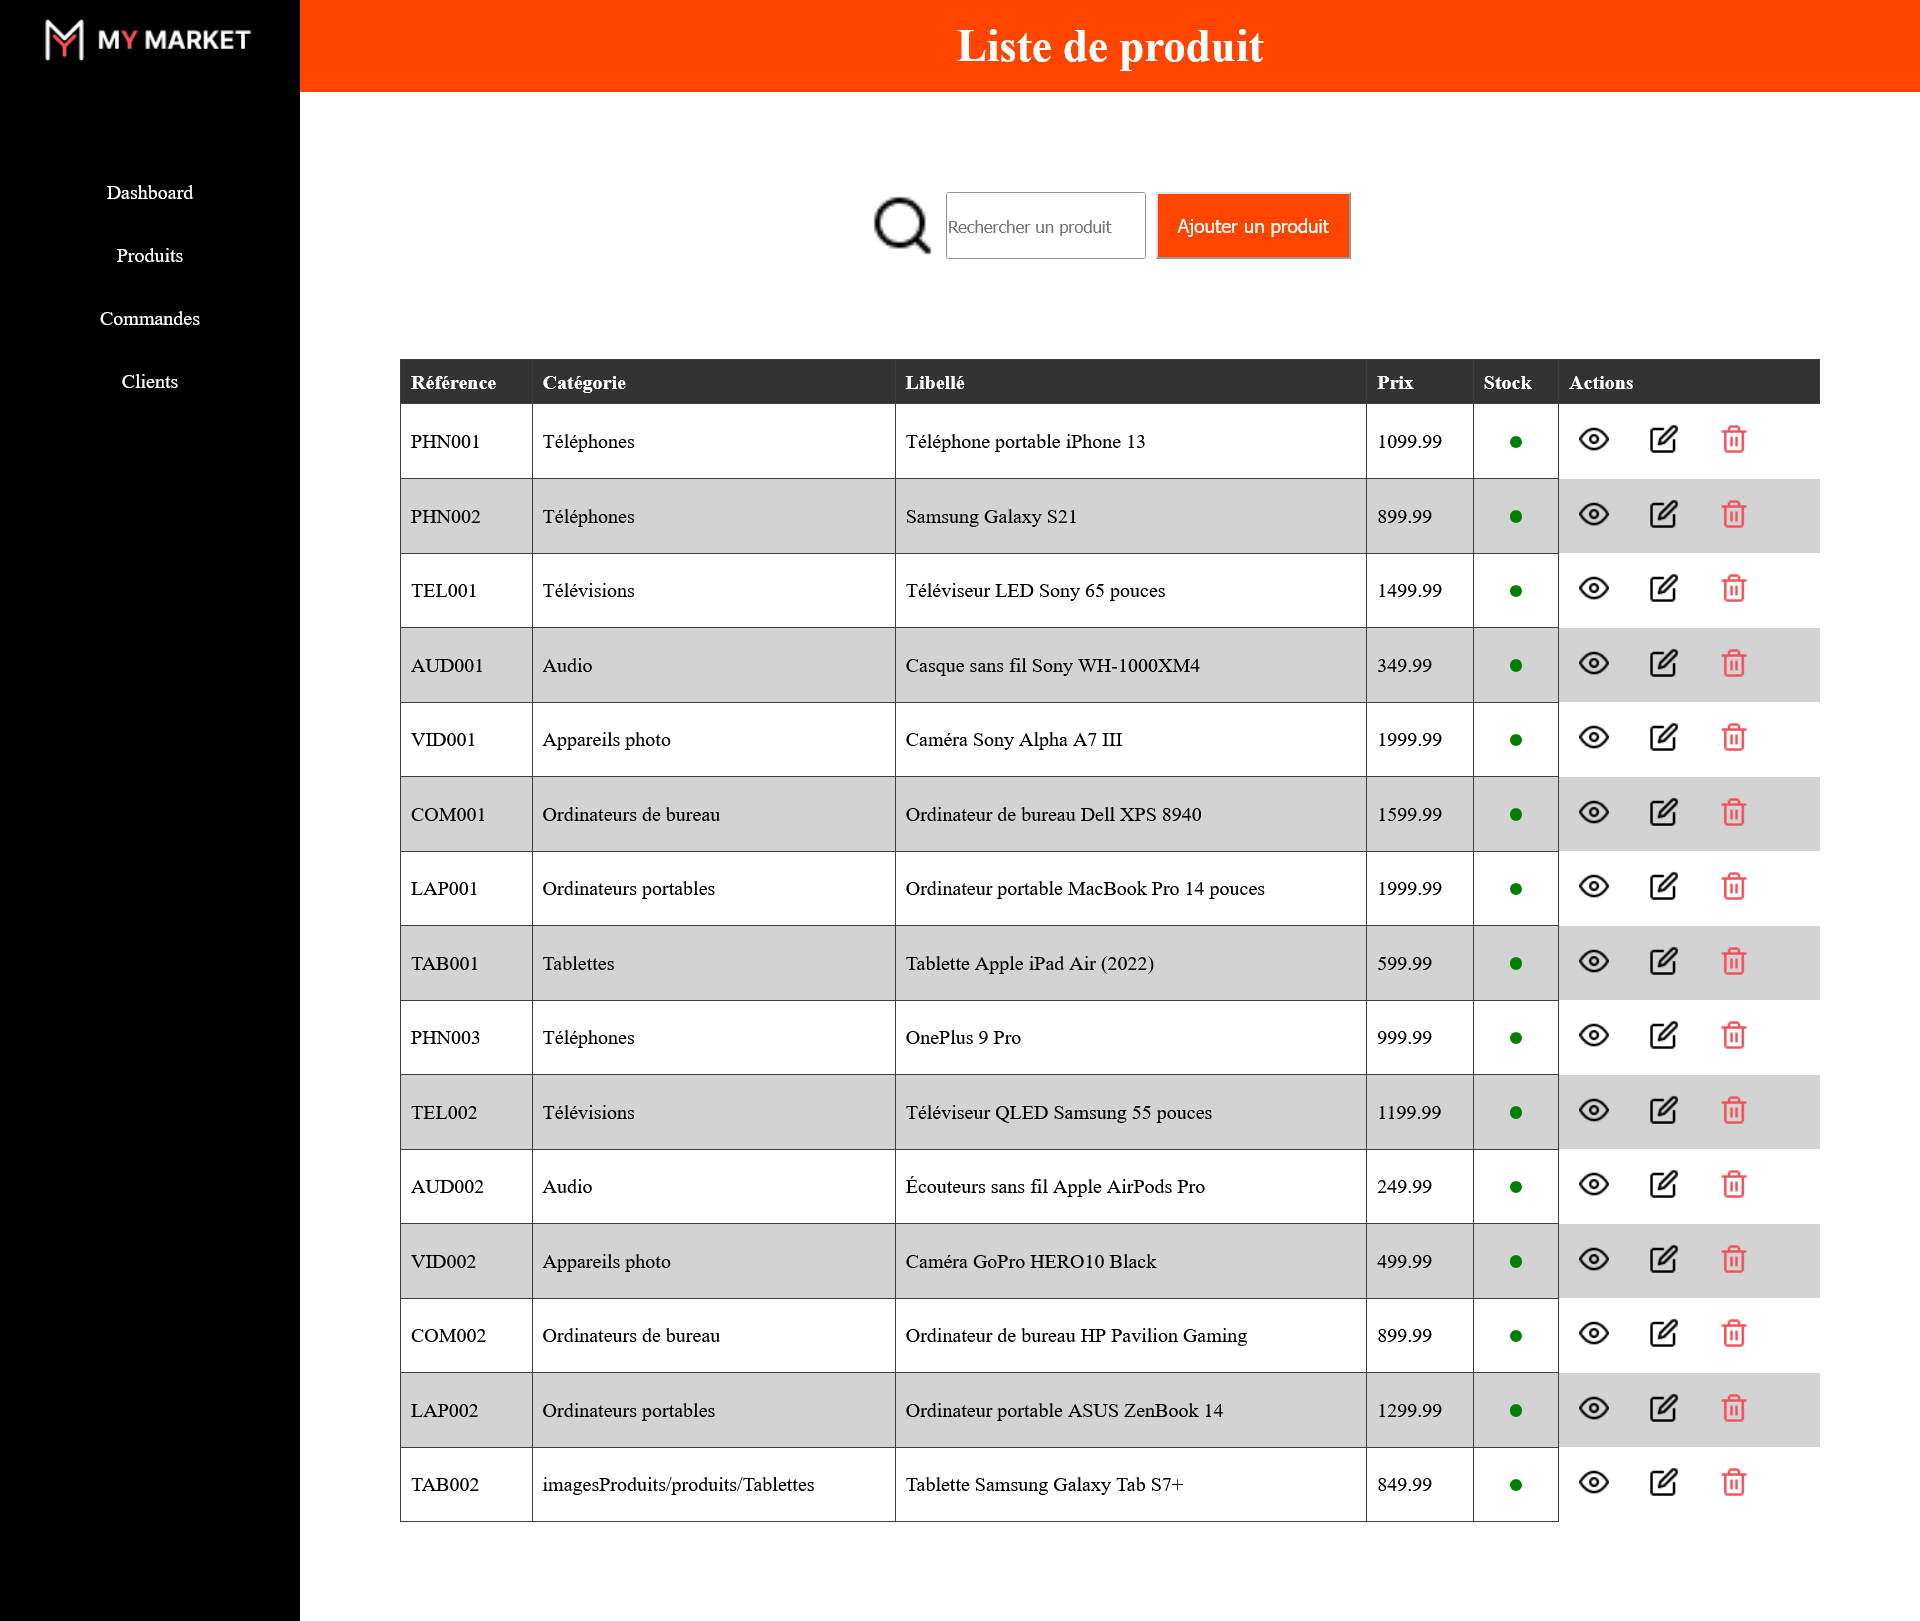 MY MARKET
Liste de produit
Dashboard
Produits
Commandes
Clients
Rechercher un produit
Ajouter un produit
Référence Catégorie Libellé Prix Stock Actions
PHN001 Téléphones Téléphone portable iPhone 13 1099.99
PHN002 Téléphones Samsung Galaxy S21 899.99
TEL001 Télévisions Téléviseur LED Sony 65 pouces 1499.99
AUD001 Audio Casque sans fil Sony WH-1000XM4 349.99
VID001 Appareils photo Caméra Sony Alpha A7 III 1999.99
COM001 Ordinateurs de bureau Ordinateur de bureau Dell XPS 8940 1599.99
LAP001 Ordinateurs portables Ordinateur portable MacBook Pro 14 pouces 1999.99
TAB001 Tablettes Tablette Apple iPad Air (2022) 599.99
PHN003 Téléphones OnePlus 9 Pro 999.99
TEL002 Télévisions Téléviseur QLED Samsung 55 pouces 1199.99
AUD002 Audio Écouteurs sans fil Apple AirPods Pro 249.99
VID002 Appareils photo Caméra GoPro HERO10 Black 499.99
COM002 Ordinateurs de bureau Ordinateur de bureau HP Pavilion Gaming 899.99
LAP002 Ordinateurs portables Ordinateur portable ASUS ZenBook 14 1299.99
TAB002 imagesProduits/produits/Tablettes Tablette Samsung Galaxy Tab S7+ 849.99